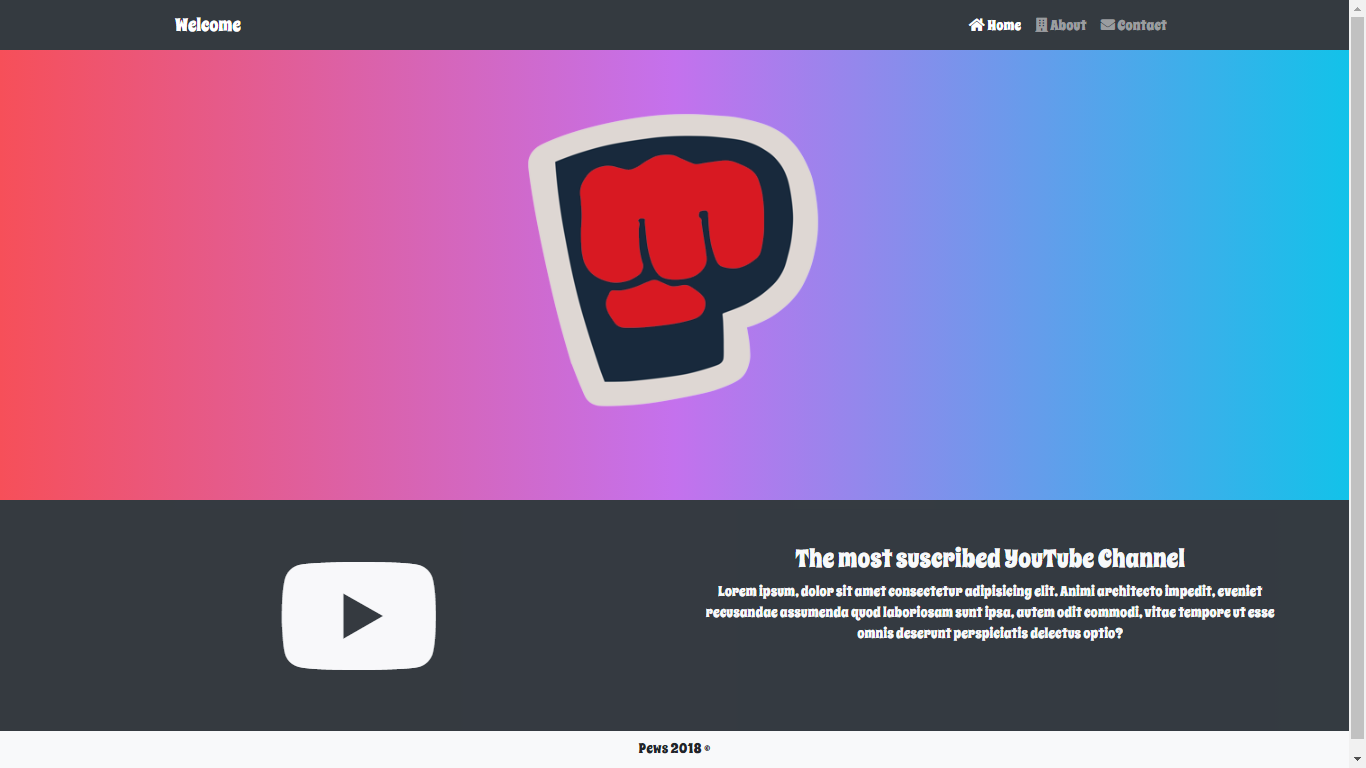 Welcome
Home About Contact
The most suscribed YouTube Channel
Lorem ipsum, dolor sit amet consectetur adipisicing elit. Animi architecto impedit, eveniet
recusandae assumenda quod laboriosam sunt ipsa, autem odit commodi, vitae tempore ut esse
omnis deserunt perspiciatis delectus optio?
Pews 2018 ©